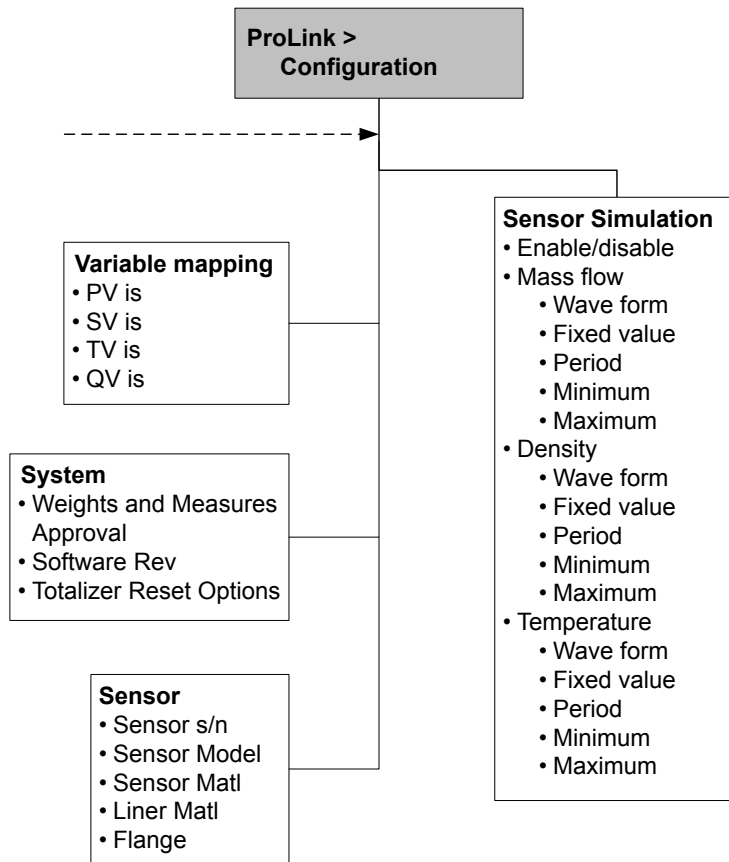 ProLink >
Configuration
Variable mapping
• PV is
• SV is
• TV is
• QV is
System
• Weights and Measures
Approval
• Software Rev
• Totalizer Reset Options
Sensor
• Sensor s/n
• Sensor Model
• Sensor Matl
• Liner Matl
• Flange
Sensor Simulation
• Enable/disable
• Mass flow
• Wave form
• Fixed value
• Period
• Minimum
• Maximum
• Density
• Wave form
• Fixed value
• Period
• Minimum
• Maximum
• Temperature
• Wave form
• Fixed value
• Period
• Minimum
• Maximum